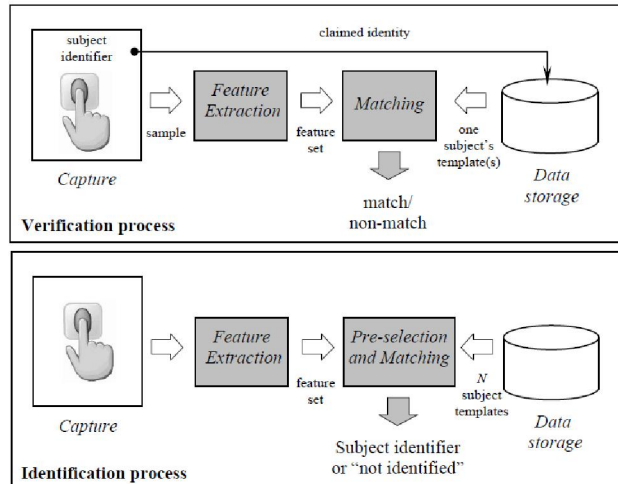 subject
identifier
claimed identity
Feature
Extraction
Matching
sample
feature
set
one
subject's
template(s)
Capture
Data
storage
match/
non-match
Verification process
Feature
Extraction
Pre-selection
and Matching
feature
set
N
subject
templates
Capture
Data
storage
Subject identifier
or “not identified”
Identification process